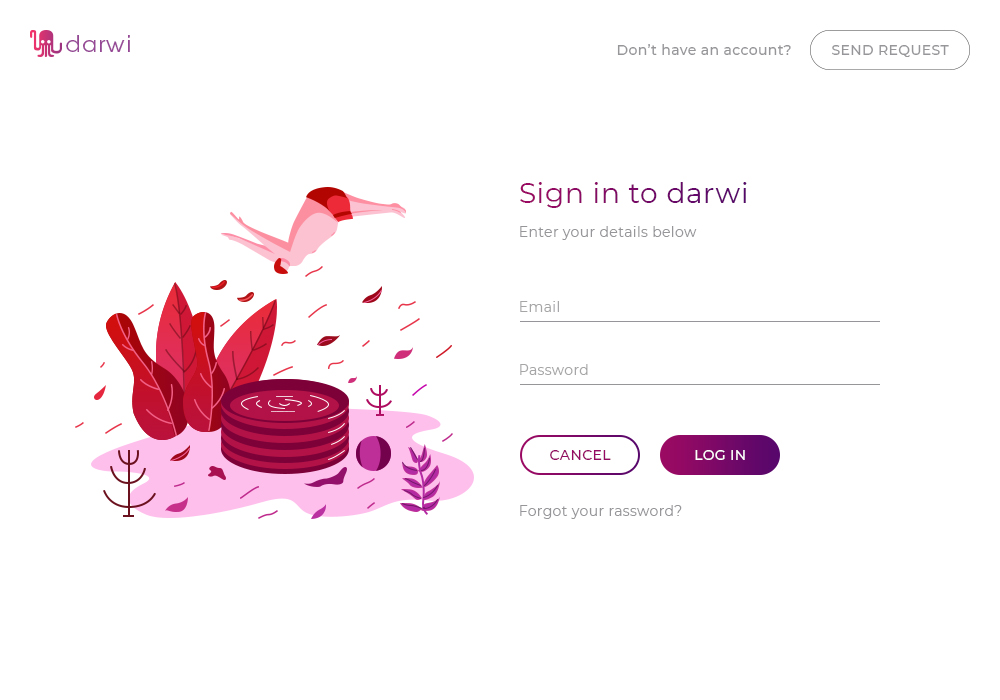 darwi
Don't have an account?
SEND REQUEST
Sign in to darwi
Enter your details below
Email
Password
CANCEL
LOG IN
Forgot your rassword?